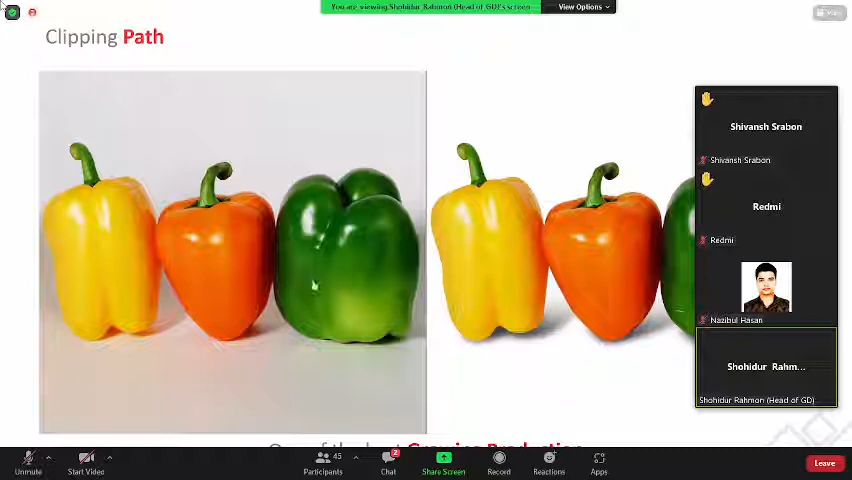 You are viewing Shohidur Rahmon (Head of GD)'s screen
View Options
Clipping Path
Shivansh Srabon
Shivansh Srabon
Redmi
Redmi
Nazibul Hasan
Shohidur Rahm...
Shohidur Rahmon (Head of GD)
Unmute
Start Video
45
Participants
2
Chat
Share Screen
Record
Reactions
Apps
Leave